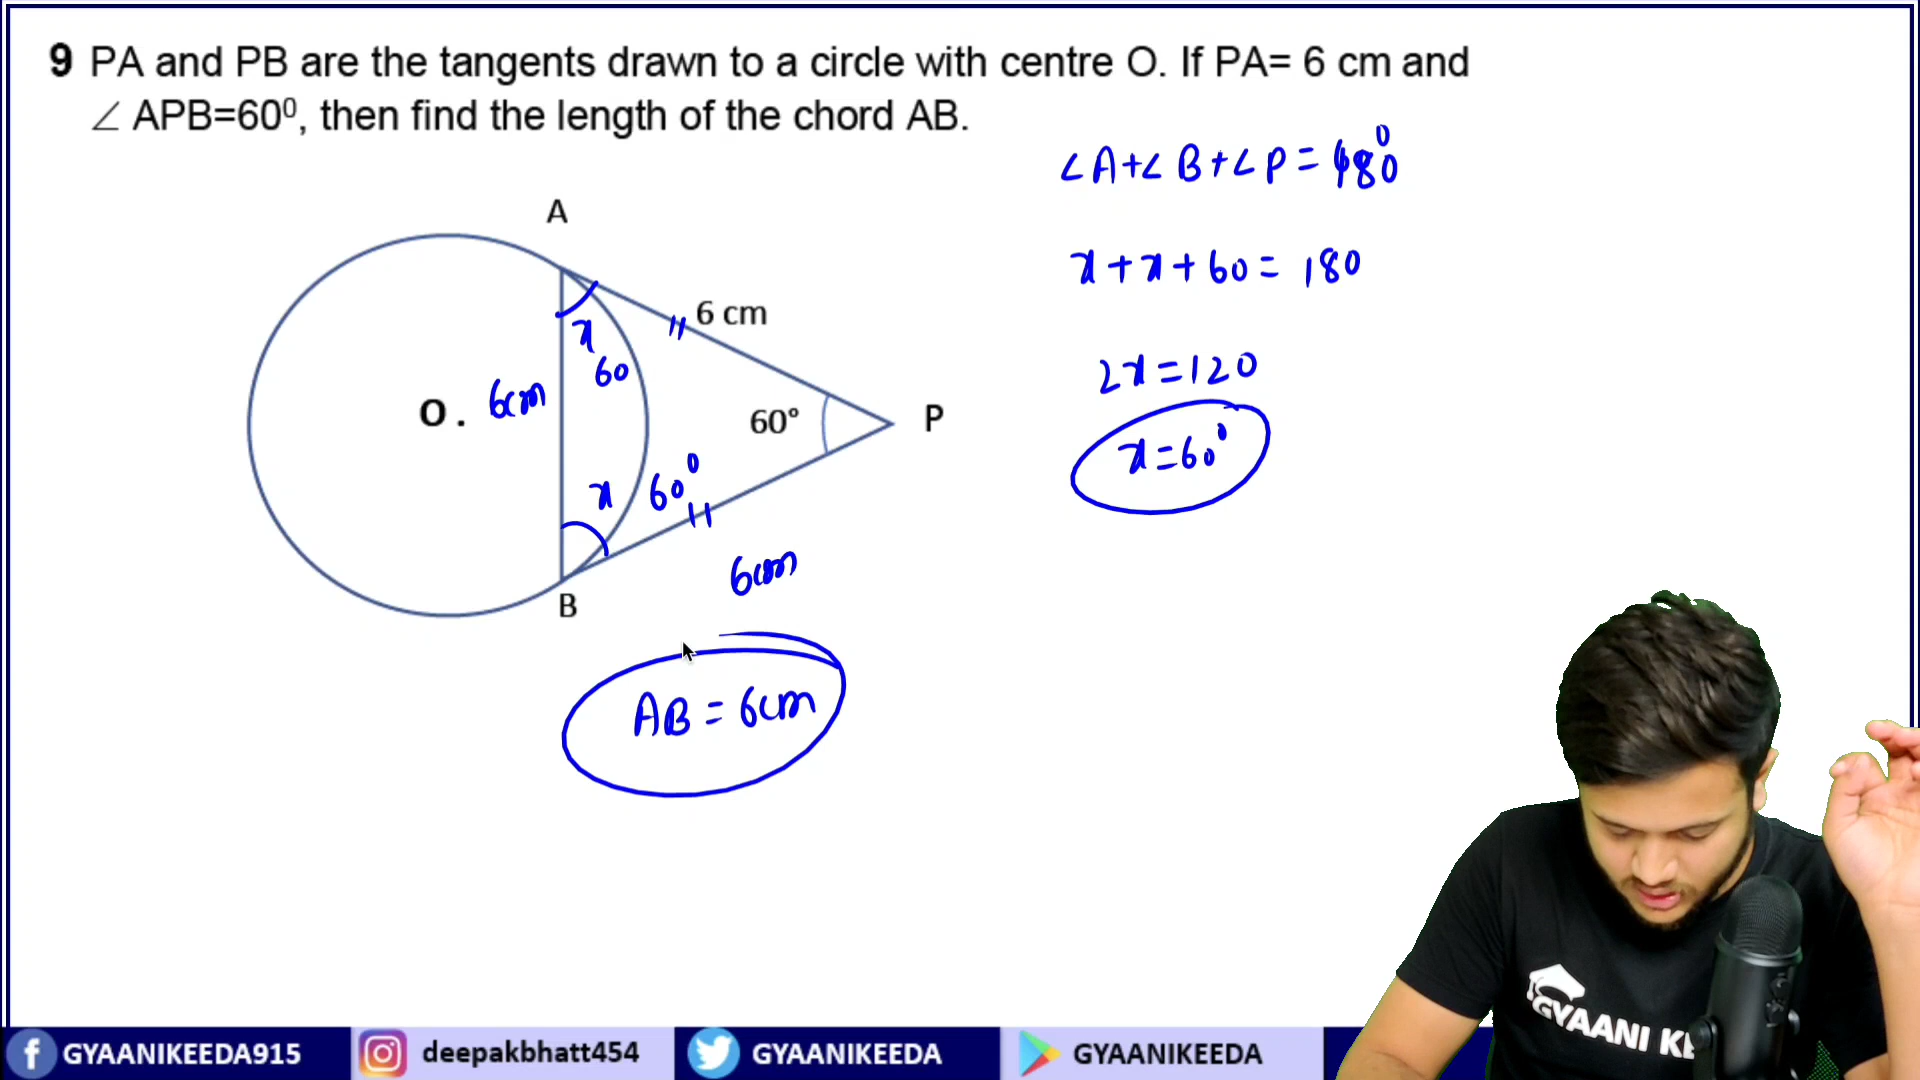 9 PA and PB are the tangents drawn to a circle with centre O. If PA= 6 cm and
∠ APB=60⁰, then find the length of the chord AB.
∠A+∠B+∠P=180⁰
x+x+60=180
2x=120
x=60⁰
A
6 cm
x
60
6cm
O .
60°
P
x 60⁰
6cm
B
AB=6cm
GYAANI KE
GYAANIKEEDA915
deepakbhatt454
GYAANIKEEDA
GYAANIKEEDA